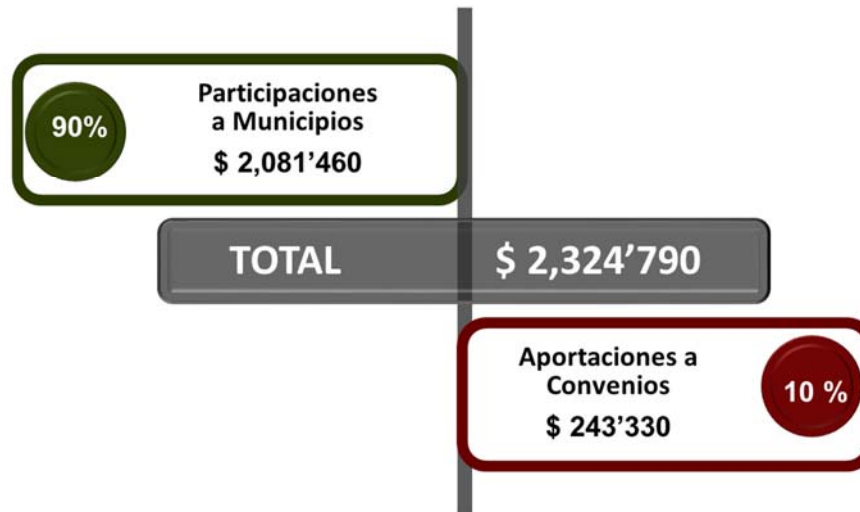 90%
Participaciones
a Municipios
$ 2,081'460
TOTAL $ 2,324'790
Aportaciones a
Convenios
$ 243'330
10 %